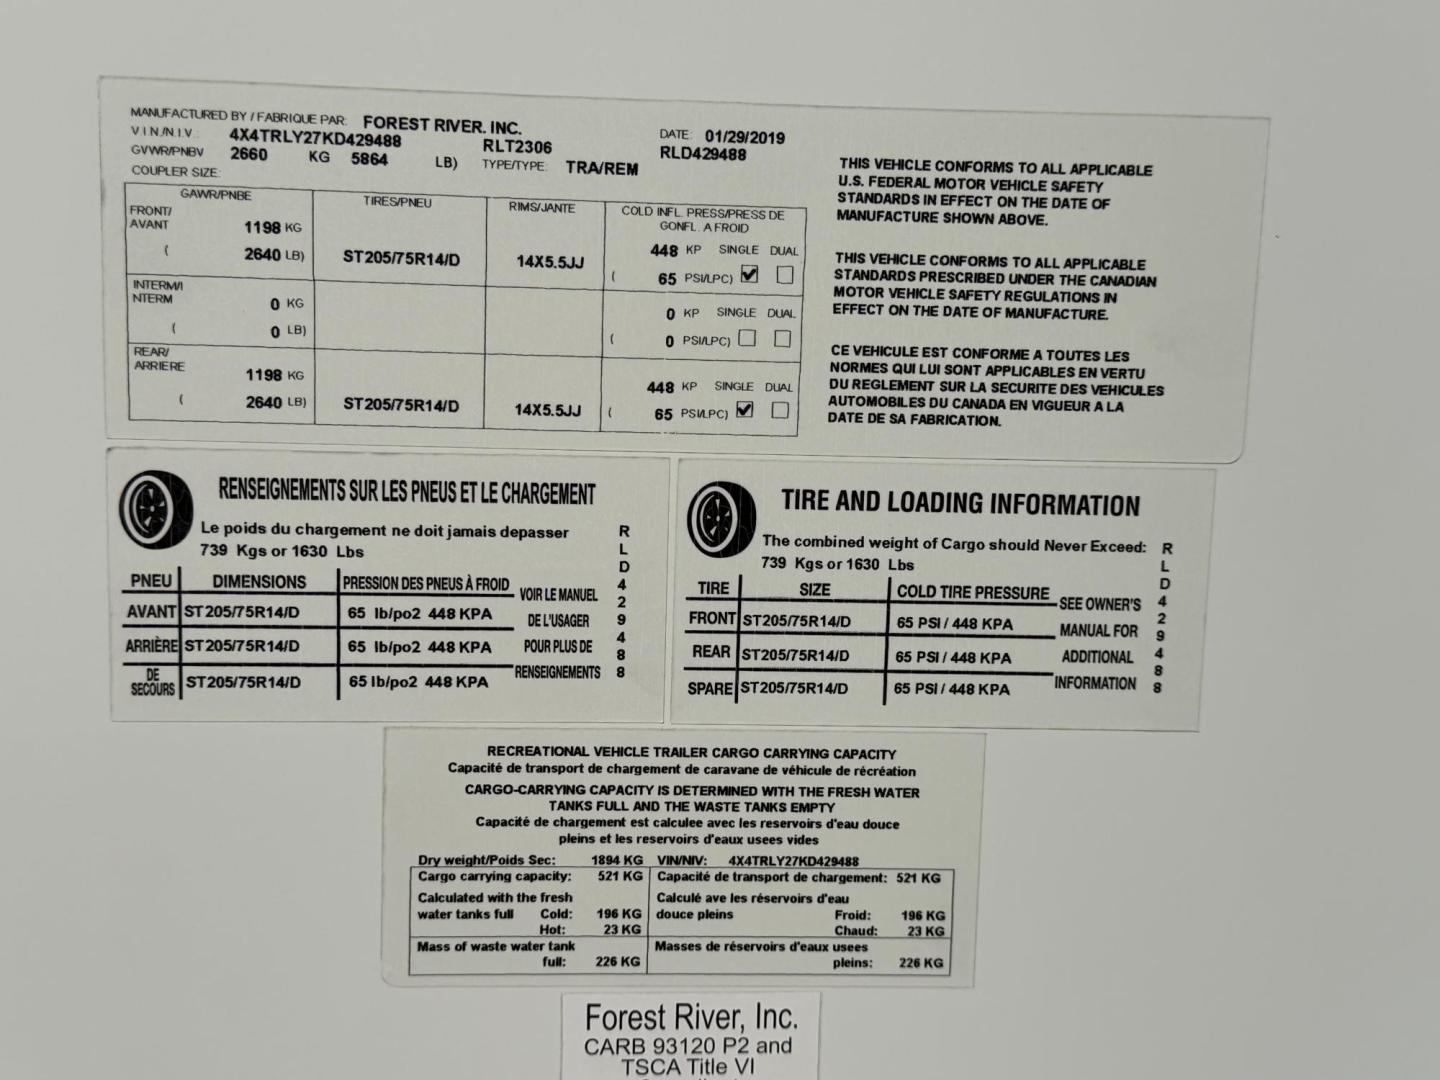 MANUFACTURED BY / FABRIQUE PAR: FOREST RIVER. INC.
V.I.N./N.I.V.: 4X4TRLY27KD429488 RLT2306 DATE: 01/29/2019
GVWR/PNBV 2660 KG 5864 LB) TYPE/TYPE: TRA/REM RLD429488
COUPLER SIZE:
GAWR/PNBE TIRES/PNEU RIMS/JANTE COLD INFL. PRESS/PRESS DE
GONFL. A FROID
FRONT/
AVANT 1198 KG 448 KP SINGLE DUAL
( 2640 LB) ST205/75R14/D 14X5.5JJ ( 65 PSI/LPC)
INTERM/I
NTERM 0 KG 0 KP SINGLE DUAL
( 0 LB) ( 0 PSI/LPC)
REAR/
ARRIERE 1198 KG 448 KP SINGLE DUAL
( 2640 LB) ST205/75R14/D 14X5.5JJ ( 65 PSI/LPC)
THIS VEHICLE CONFORMS TO ALL APPLICABLE
U.S. FEDERAL MOTOR VEHICLE SAFETY
STANDARDS IN EFFECT ON THE DATE OF
MANUFACTURE SHOWN ABOVE.
THIS VEHICLE CONFORMS TO ALL APPLICABLE
STANDARDS PRESCRIBED UNDER THE CANADIAN
MOTOR VEHICLE SAFETY REGULATIONS IN
EFFECT ON THE DATE OF MANUFACTURE.
CE VEHICULE EST CONFORME A TOUTES LES
NORMES QUI LUI SONT APPLICABLES EN VERTU
DU REGLEMENT SUR LA SECURITE DES VEHICULES
AUTOMOBILES DU CANADA EN VIGUEUR A LA
DATE DE SA FABRICATION.
RENSEIGNEMENTS SUR LES PNEUS ET LE CHARGEMENT
Le poids du chargement ne doit jamais depasser
739 Kgs or 1630 Lbs
PNEU DIMENSIONS PRESSION DES PNEUS À FROID VOIR LE MANUEL
AVANT ST205/75R14/D 65 lb/po2 448 KPA DE L'USAGER
ARRIÈRE ST205/75R14/D 65 lb/po2 448 KPA POUR PLUS DE
DE
SECOURS ST205/75R14/D 65 lb/po2 448 KPA RENSEIGNEMENTS
RLD429488
TIRE AND LOADING INFORMATION
The combined weight of Cargo should Never Exceed:
739 Kgs or 1630 Lbs
TIRE SIZE COLD TIRE PRESSURE SEE OWNER'S
FRONT ST205/75R14/D 65 PSI / 448 KPA MANUAL FOR
REAR ST205/75R14/D 65 PSI / 448 KPA ADDITIONAL
SPARE ST205/75R14/D 65 PSI / 448 KPA INFORMATION
RLD429488
RECREATIONAL VEHICLE TRAILER CARGO CARRYING CAPACITY
Capacité de transport de chargement de caravane de véhicule de récréation
CARGO-CARRYING CAPACITY IS DETERMINED WITH THE FRESH WATER
TANKS FULL AND THE WASTE TANKS EMPTY
Capacité de chargement est calculee avec les reservoirs d'eau douce
pleins et les reservoirs d'eaux usees vides
Dry weight/Poids Sec: 1894 KG VIN/NIV: 4X4TRLY27KD429488
Cargo carrying capacity: 521 KG Capacité de transport de chargement: 521 KG
Calculated with the fresh Calculé ave les réservoirs d'eau
water tanks full Cold: 196 KG douce pleins Froid: 196 KG
Hot: 23 KG Chaud: 23 KG
Mass of waste water tank Masses de réservoirs d'eaux usees
full: 226 KG pleins: 226 KG
Forest River, Inc.
CARB 93120 P2 and
TSCA Title VI